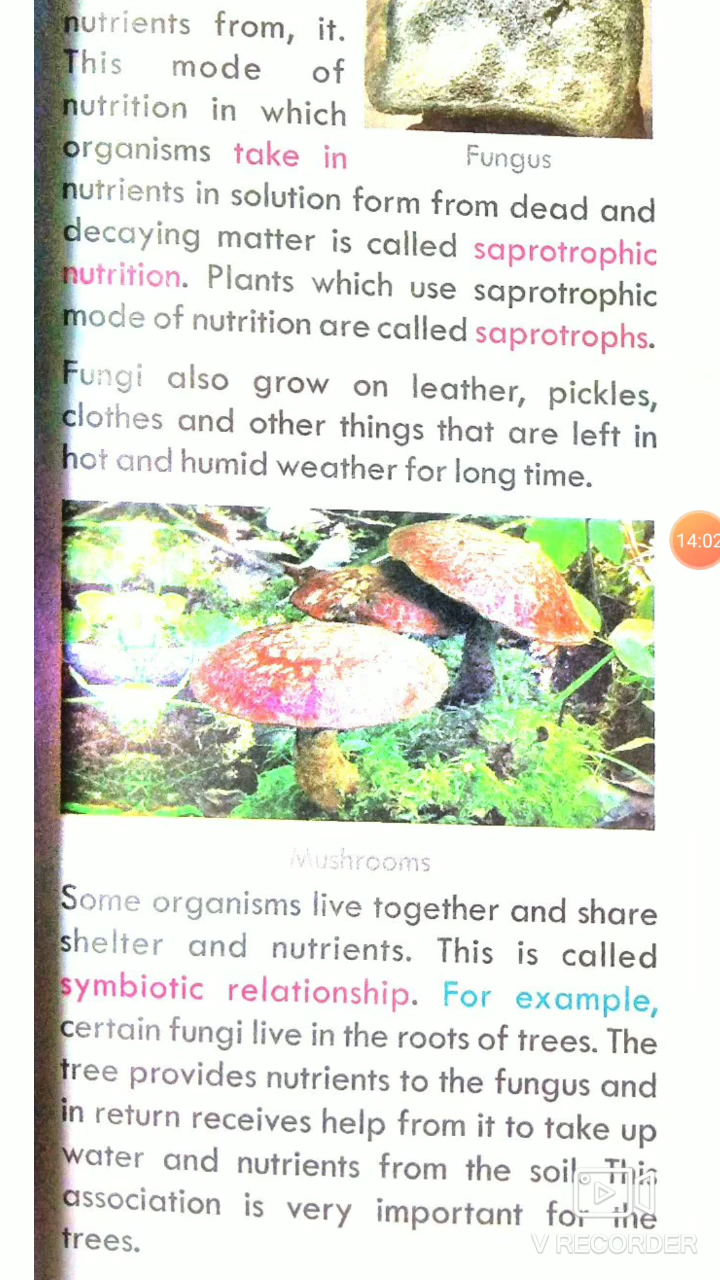 nutrients from, it.
This mode of
nutrition in which
organisms take in
Fungus
nutrients in solution form from dead and
decaying matter is called saprotrophic
nutrition. Plants which use saprotrophic
mode of nutrition are called saprotrophs.
Fungi also grow on leather, pickles,
clothes and other things that are left in
hot and humid weather for long time.
14:02
Mushrooms
Some organisms live together and share
shelter and nutrients. This is called
symbiotic relationship. For example,
certain fungi live in the roots of trees. The
tree provides nutrients to the fungus and
in return receives help from it to take up
water and nutrients from the soil. This
association is very important for the
trees.
V RECORDER